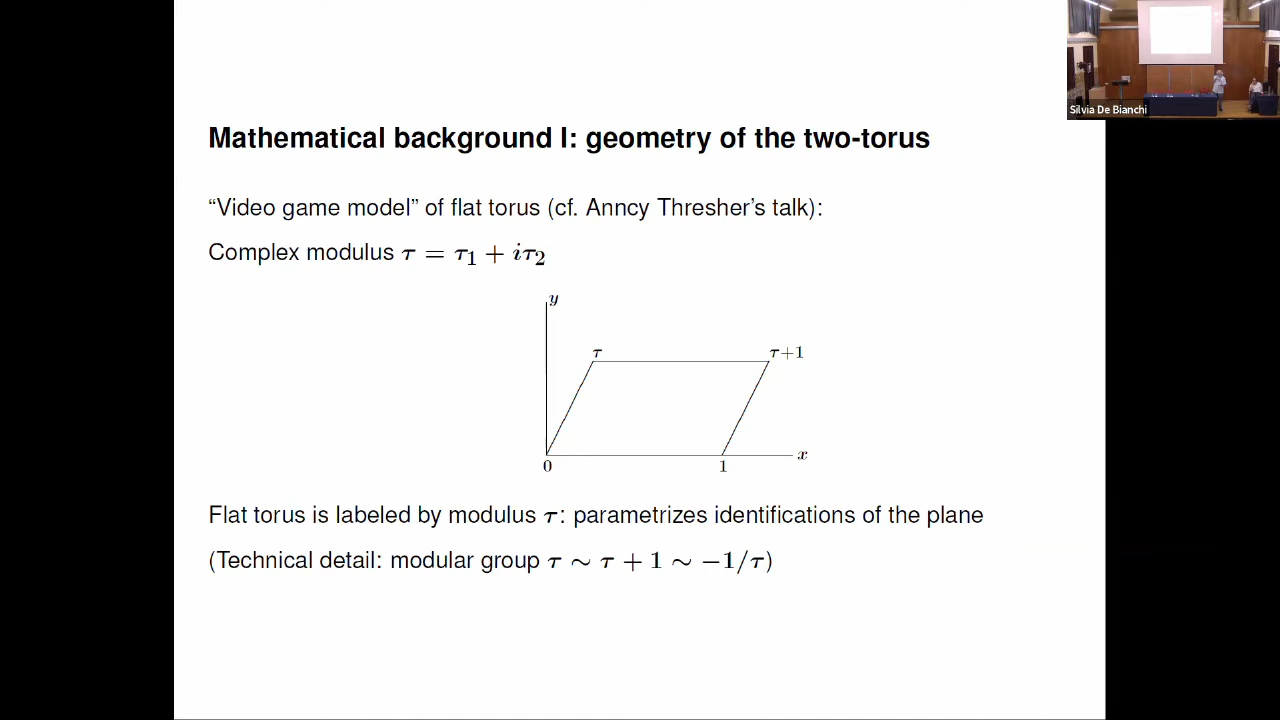 Silvia De Bianchi
Mathematical background I: geometry of the two-torus
“Video game model” of flat torus (cf. Anncy Thresher’s talk):
Complex modulus τ = τ₁ + iτ₂
y
τ
τ+1
x
0
1
Flat torus is labeled by modulus τ: parametrizes identifications of the plane
(Technical detail: modular group τ ∼ τ + 1 ∼ −1/τ)